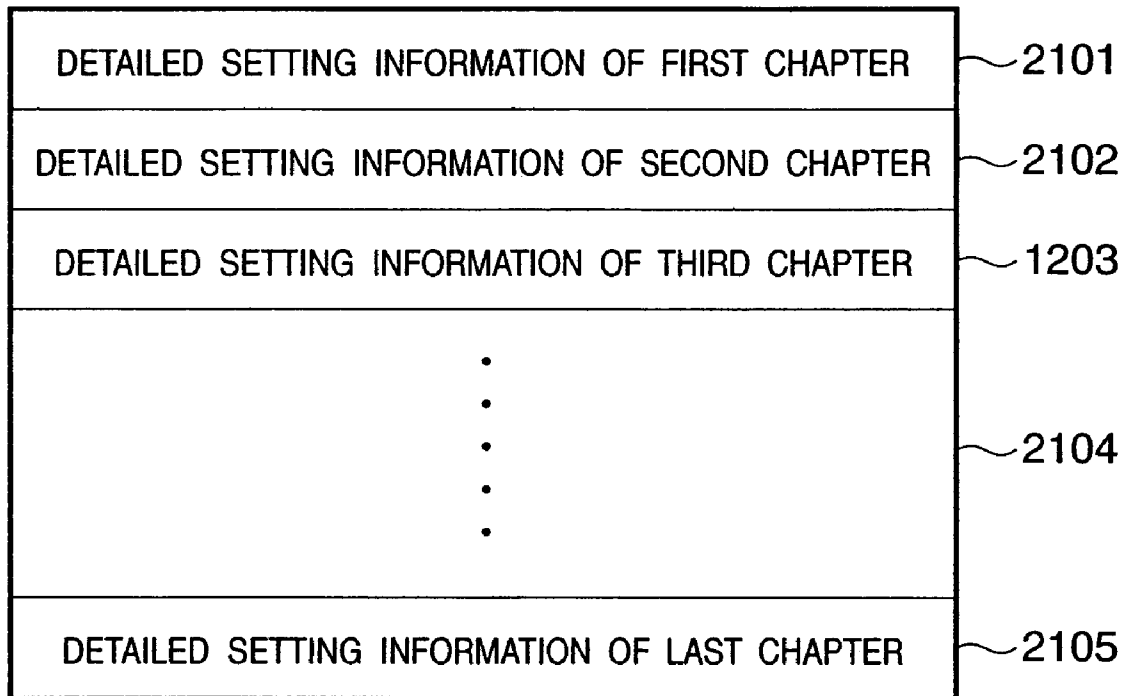 DETAILED SETTING INFORMATION OF FIRST CHAPTER 2101
DETAILED SETTING INFORMATION OF SECOND CHAPTER 2102
DETAILED SETTING INFORMATION OF THIRD CHAPTER 1203
2104
DETAILED SETTING INFORMATION OF LAST CHAPTER 2105